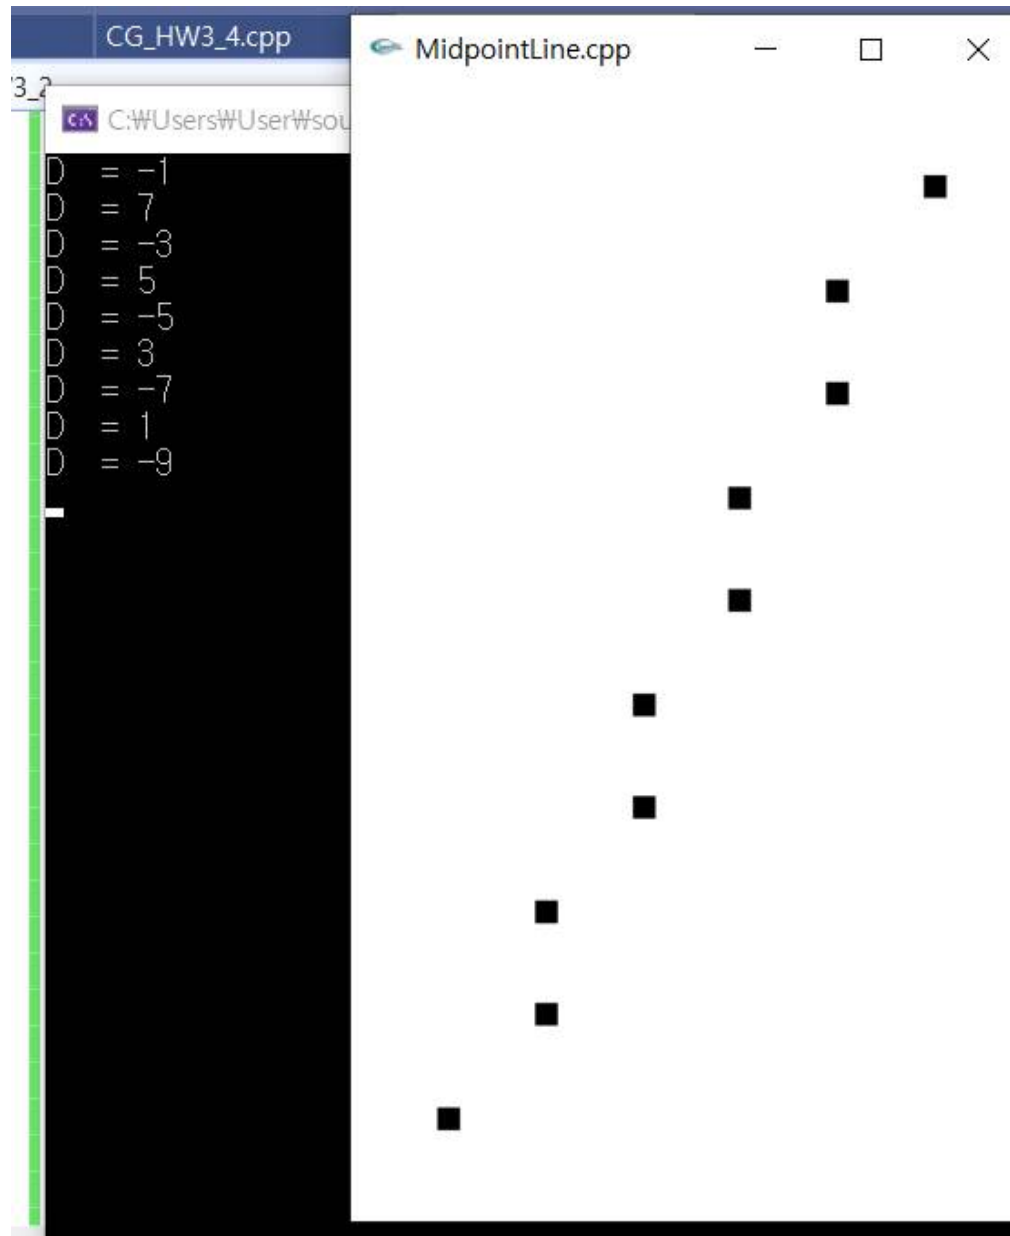 CG_HW3_4.cpp
MidpointLine.cpp
C:₩Users₩User₩sou
D = -1
D = 7
D = -3
D = 5
D = -5
D = 3
D = -7
D = 1
D = -9